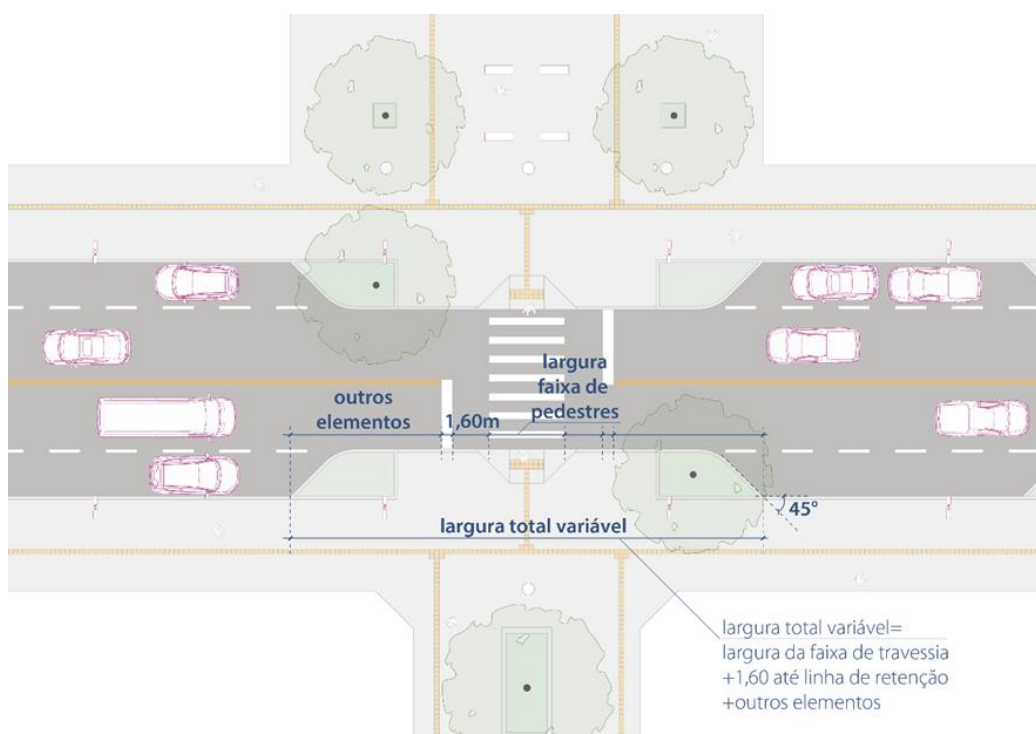 largura
faixa de
pedestres
outros
elementos
1,60m
45°
largura total variável
largura total variável=
largura da faixa de travessia
+1,60 até linha de retenção
+outros elementos